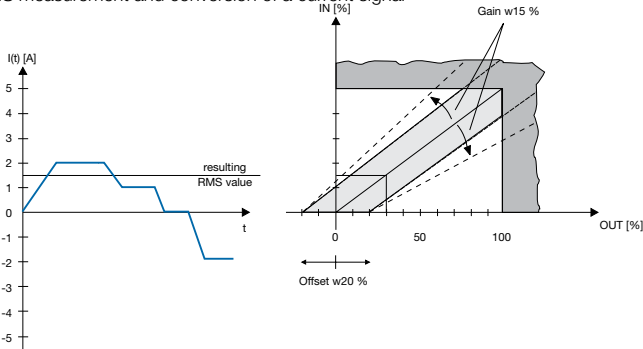 S measurement and conversion of a current signal
I(t) [A]
5
4
3
2
1
0
-1
-2
-3
-4
-5
resulting
RMS value
t
IN [%]
Gain w15 %
0
50
100
OUT [%]
Offset w20 %